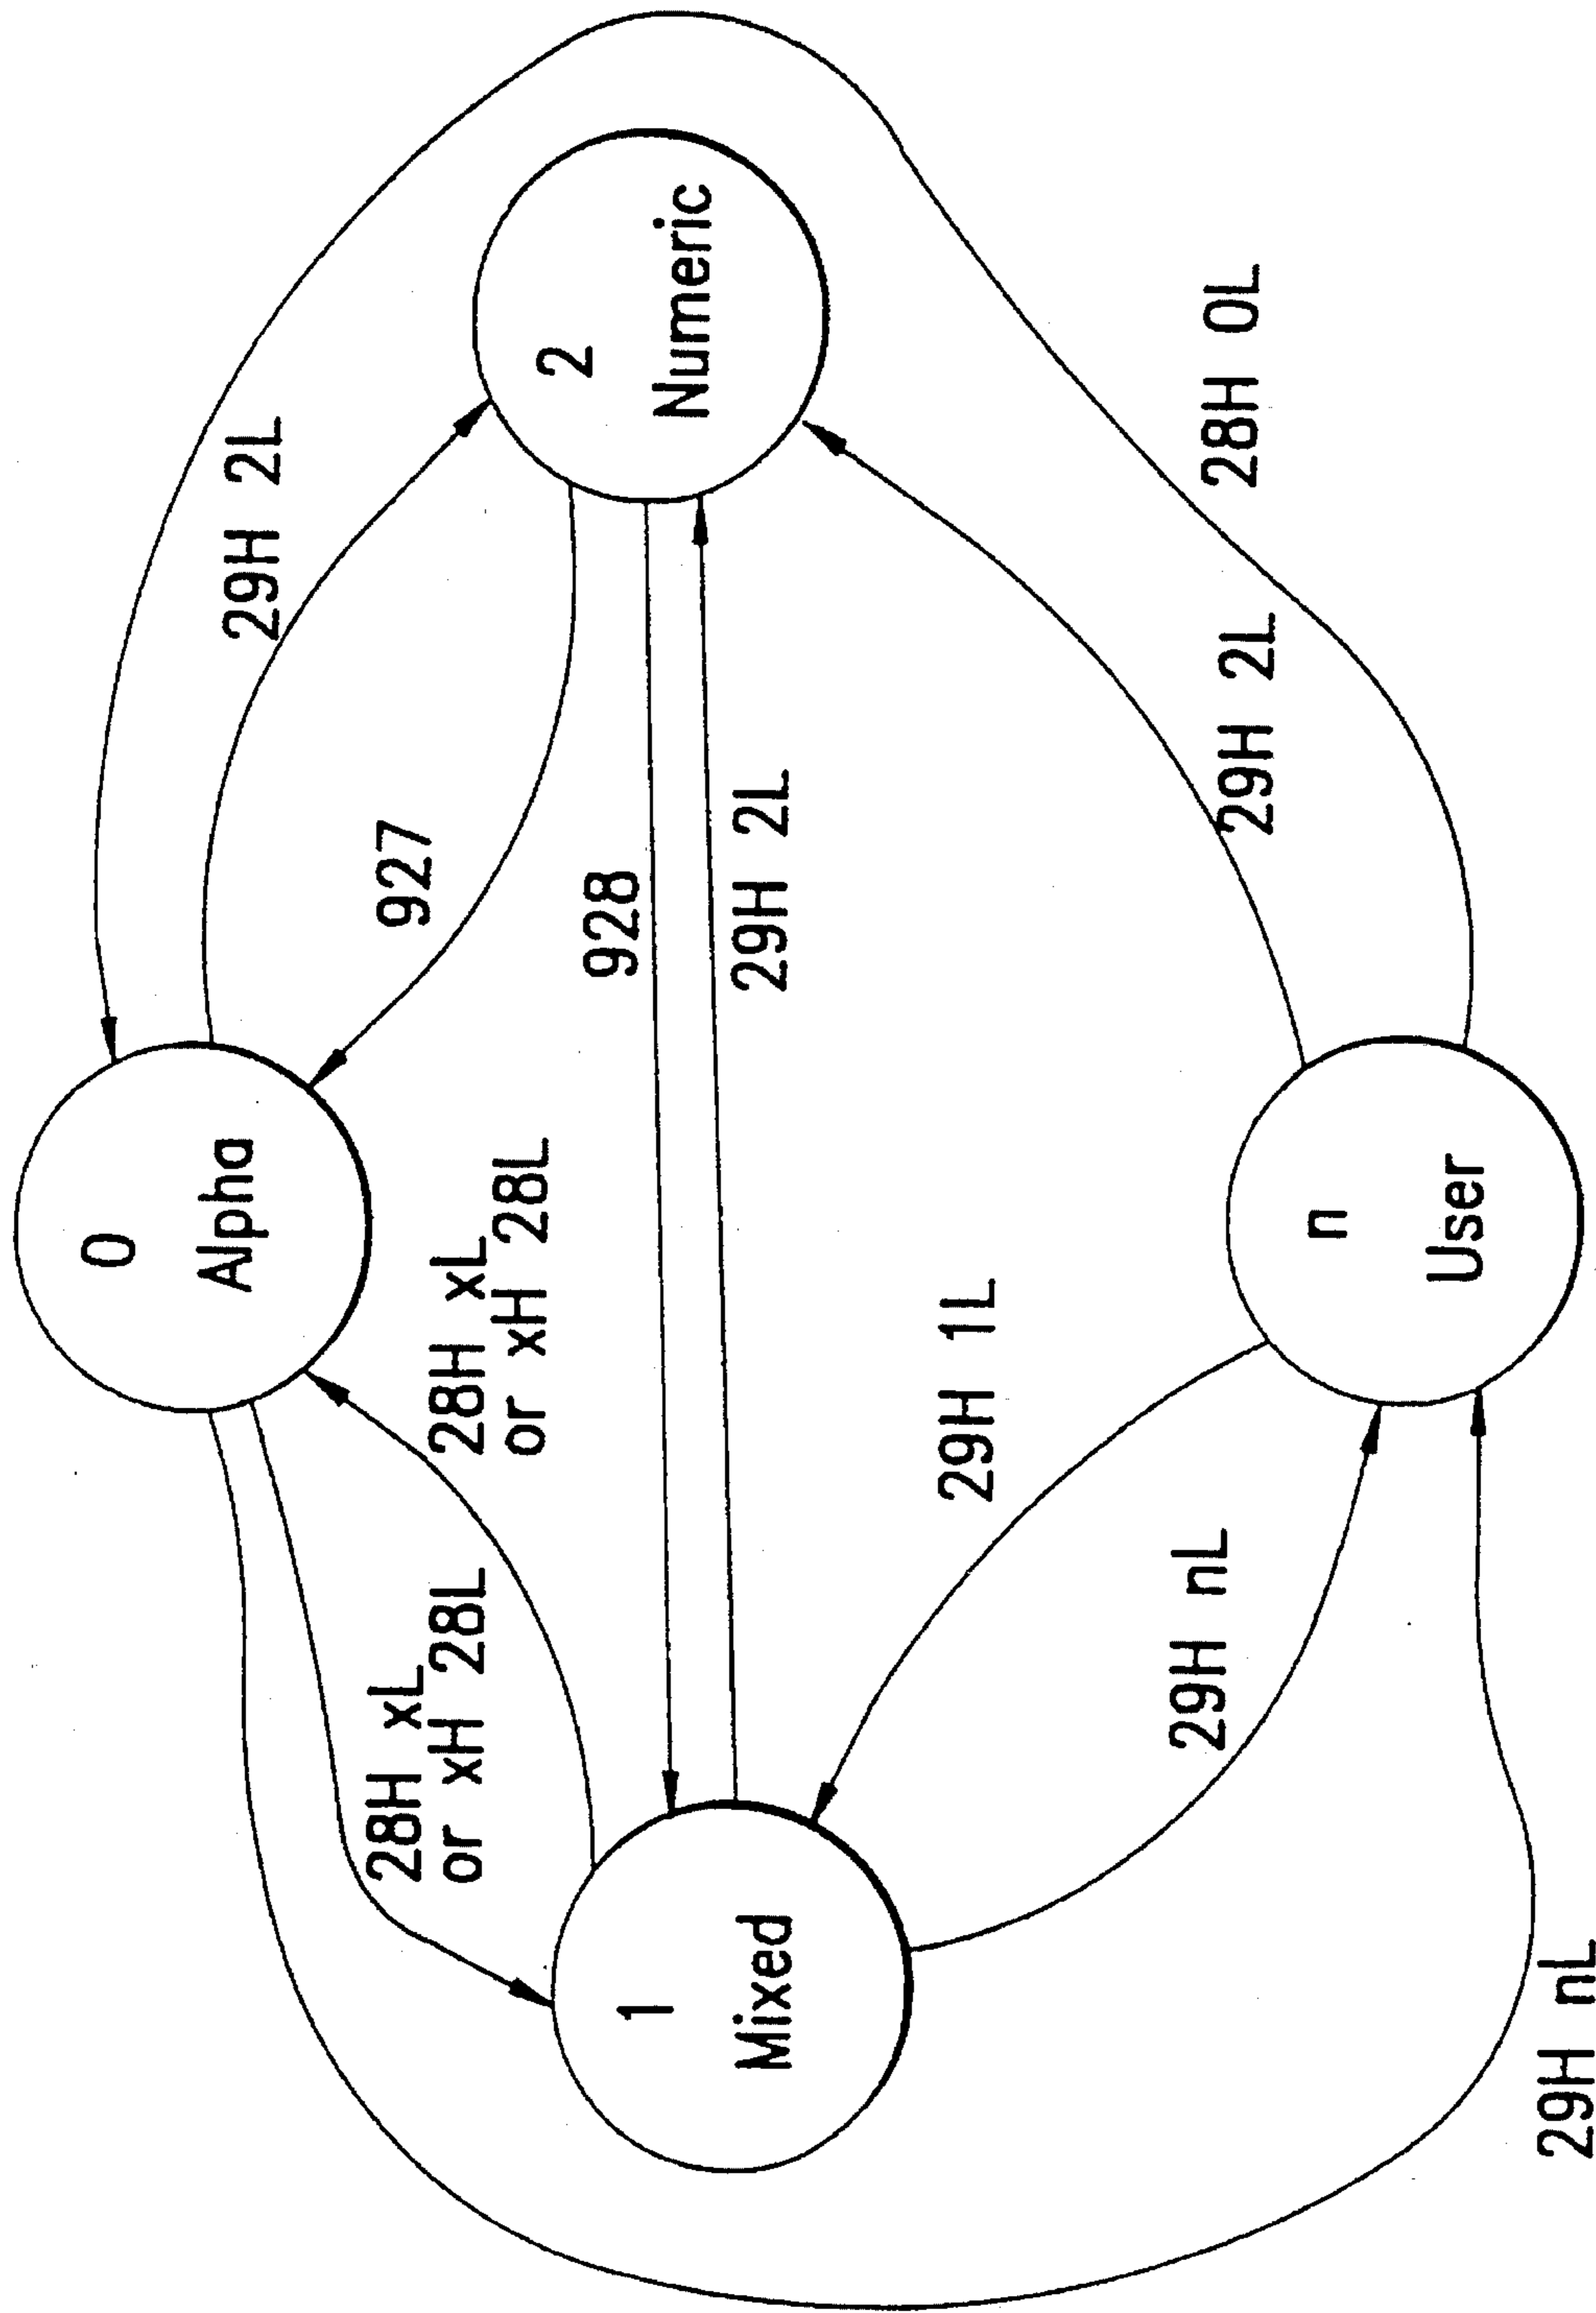 0
Alpha
28H xL
or xH 28L
28H xL
or xH 28L
927
29H 2L
1
Mixed
928
29H 2L
2
Numeric
29H nL
29H 1L
29H nL
n
User
29H 2L
28H 0L